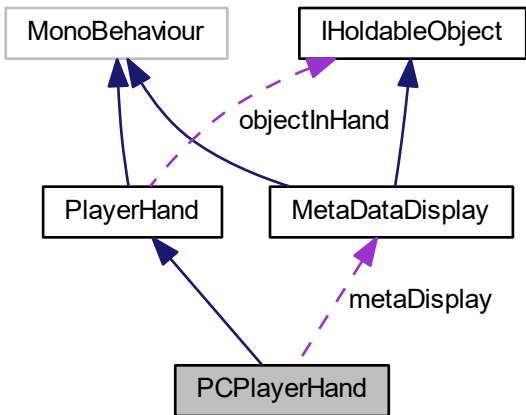 MonoBehaviour
IHoldableObject
objectInHand
PlayerHand
MetaDataDisplay
metaDisplay
PCPlayerHand